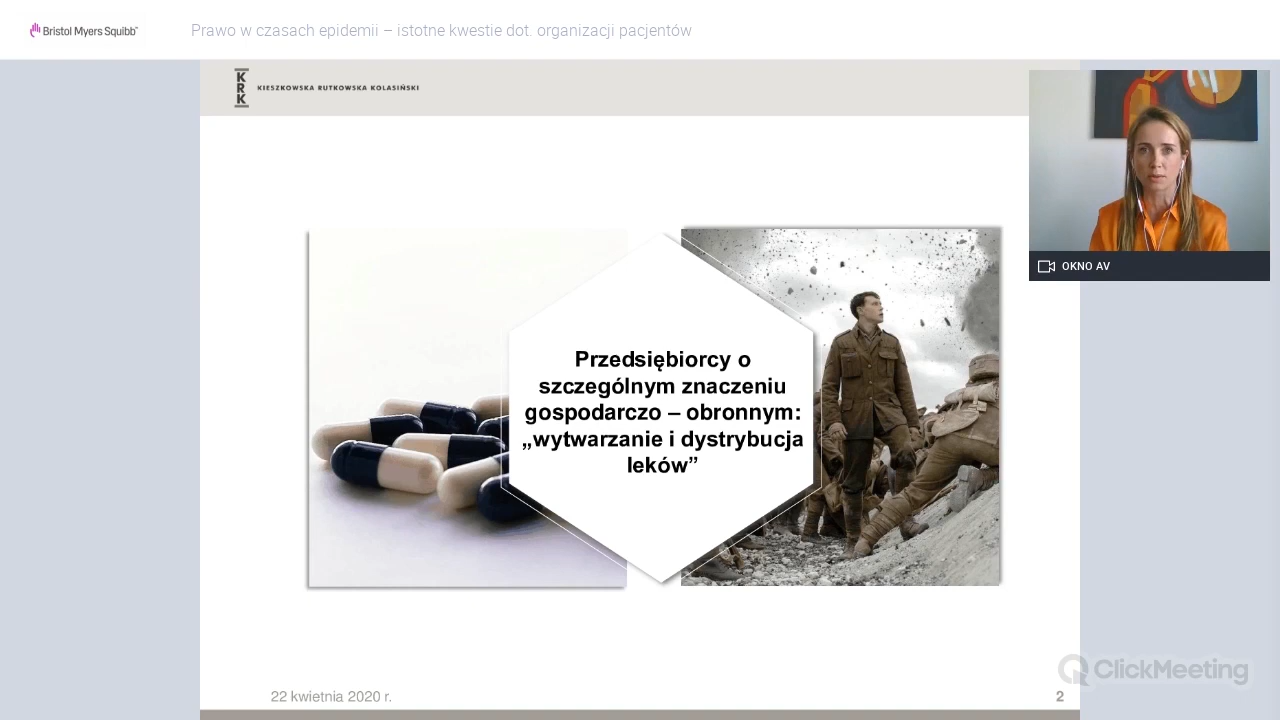 Bristol Myers Squibb™
Prawo w czasach epidemii – istotne kwestie dot. organizacji pacjentów
KRK
KIESZKOWSKA RUTKOWSKA KOLASIŃSKI
OKNO AV
Przedsiębiorcy o
szczególnym znaczeniu
gospodarczo – obronnym:
„wytwarzanie i dystrybucja
leków”
ClickMeeting
22 kwietnia 2020 r.
2